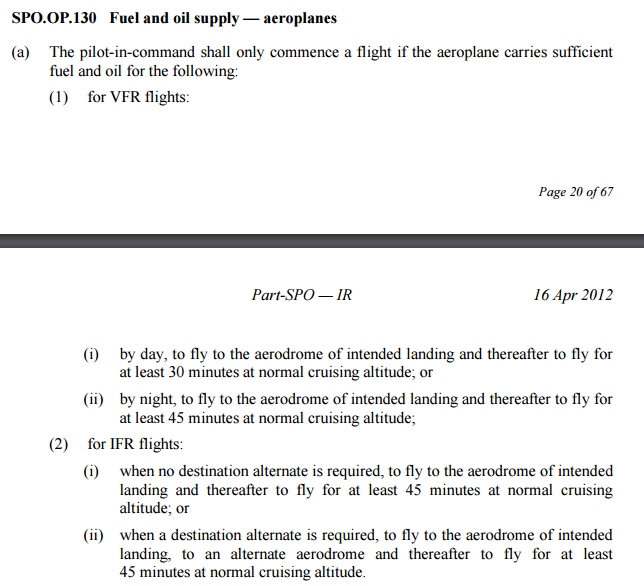 SPO.OP.130 Fuel and oil supply — aeroplanes
(a) The pilot-in-command shall only commence a flight if the aeroplane carries sufficient
fuel and oil for the following:
(1) for VFR flights:
Page 20 of 67
Part-SPO — IR 16 Apr 2012
(i) by day, to fly to the aerodrome of intended landing and thereafter to fly for
at least 30 minutes at normal cruising altitude; or
(ii) by night, to fly to the aerodrome of intended landing and thereafter to fly for
at least 45 minutes at normal cruising altitude;
(2) for IFR flights:
(i) when no destination alternate is required, to fly to the aerodrome of intended
landing and thereafter to fly for at least 45 minutes at normal cruising
altitude; or
(ii) when a destination alternate is required, to fly to the aerodrome of intended
landing, to an alternate aerodrome and thereafter to fly for at least
45 minutes at normal cruising altitude.